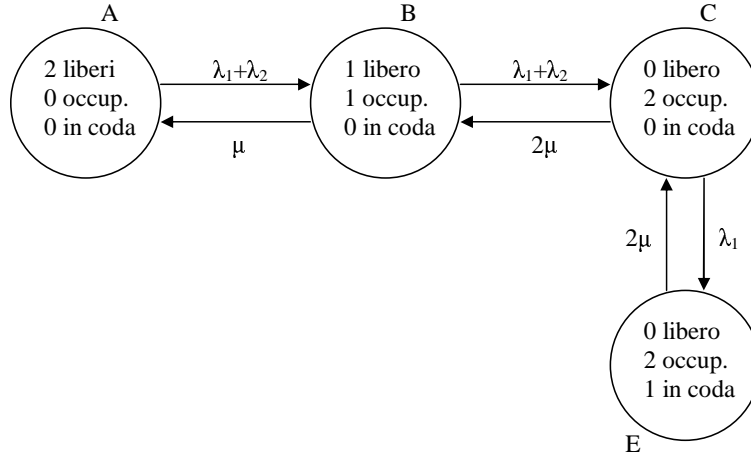 A
B
C
2 liberi
0 occup.
0 in coda
λ₁+λ₂
μ
1 libero
1 occup.
0 in coda
λ₁+λ₂
2μ
0 libero
2 occup.
0 in coda
2μ
λ₁
0 libero
2 occup.
1 in coda
E